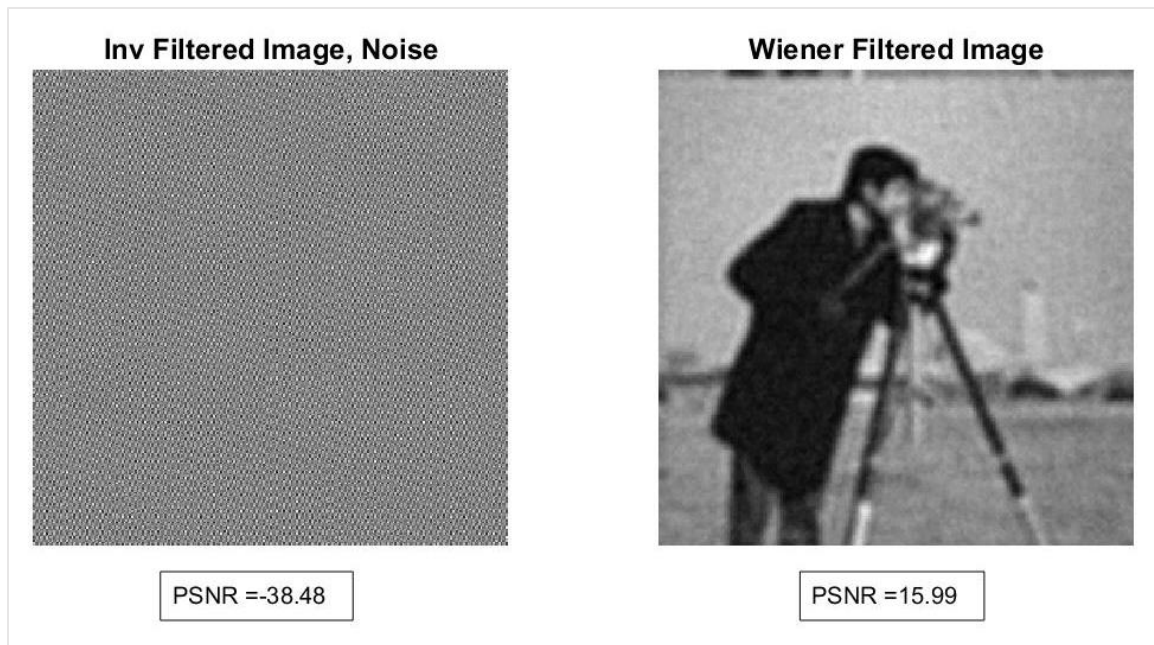 Inv Filtered Image, Noise
Wiener Filtered Image
PSNR =-38.48
PSNR =15.99